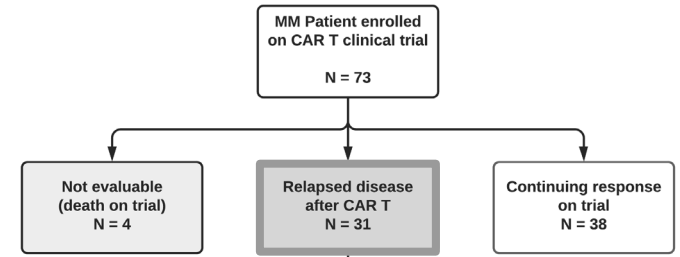 MM Patient enrolled
on CAR T clinical trial
N = 73
Not evaluable
(death on trial)
N = 4
Relapsed disease
after CAR T
N = 31
Continuing response
on trial
N = 38